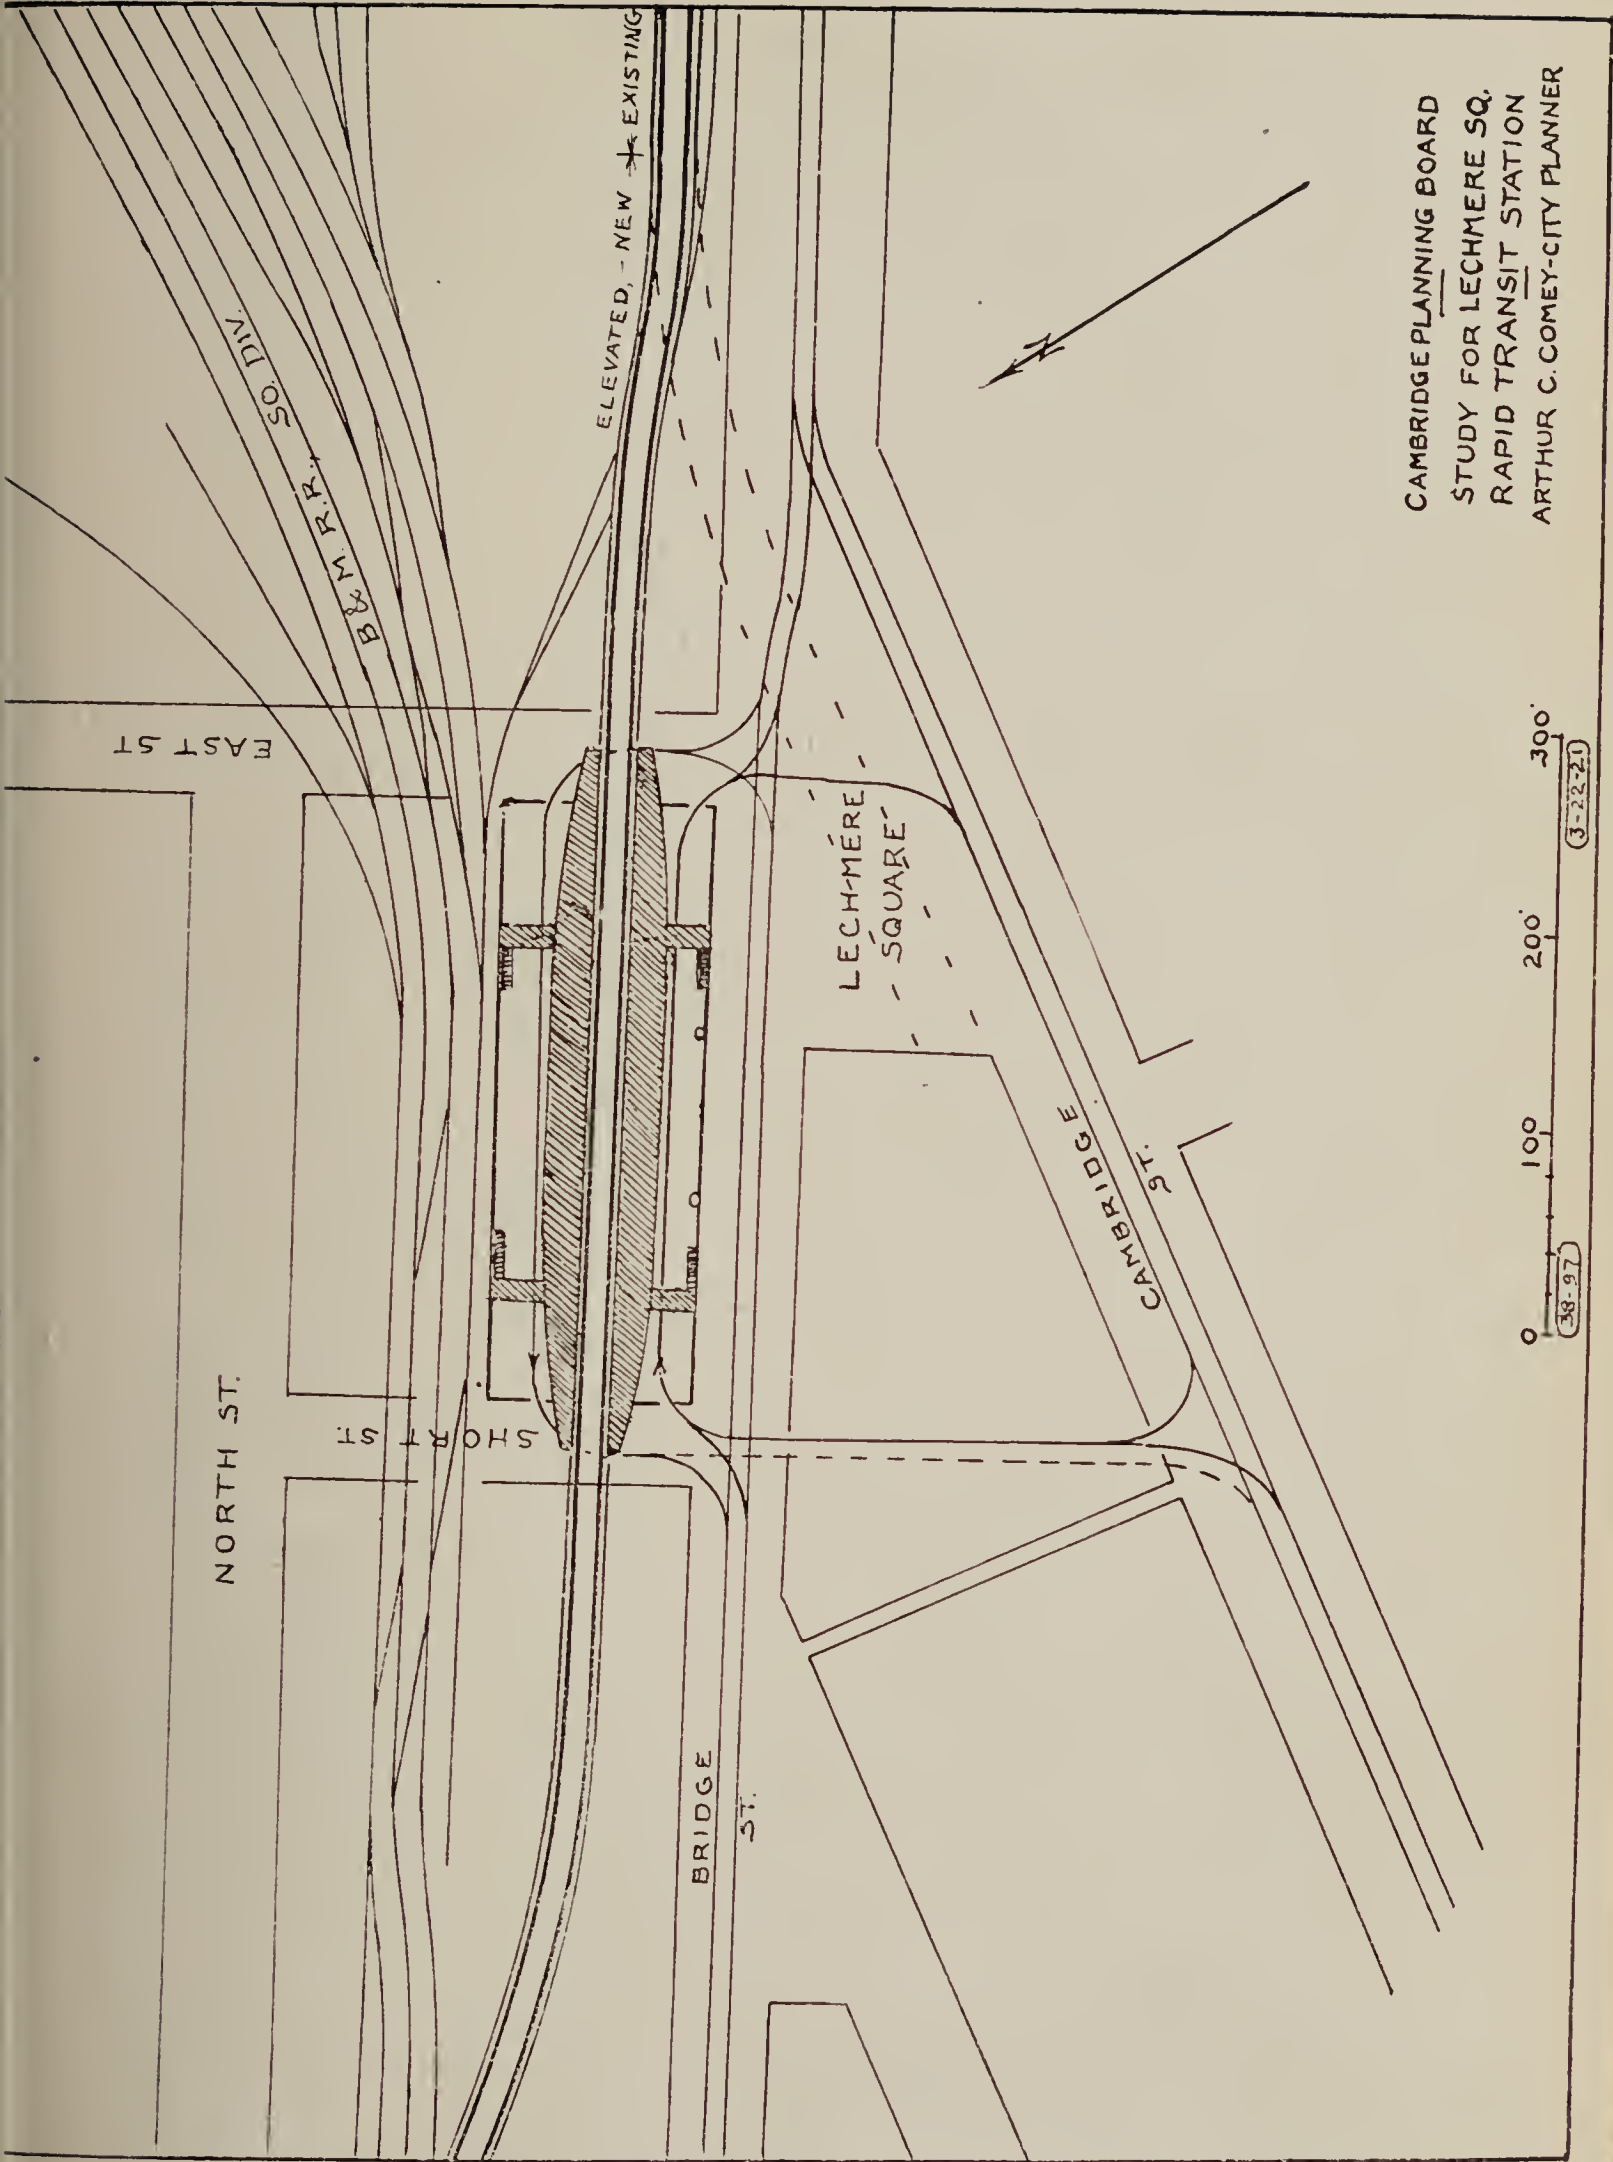 CAMBRIDGE PLANNING BOARD
STUDY FOR LECHMERE SQ.
RAPID TRANSIT STATION
ARTHUR C. COMEY-CITY PLANNER
B & M. R.R., SO. DIV.
ELEVATED, - NEW + EXISTING
EAST ST
NORTH ST.
SHORT ST.
LECHMERE
SQUARE
CAMBRIDGE
ST.
BRIDGE
ST.
N
0 100 200' 300'
38-97
3-22-21